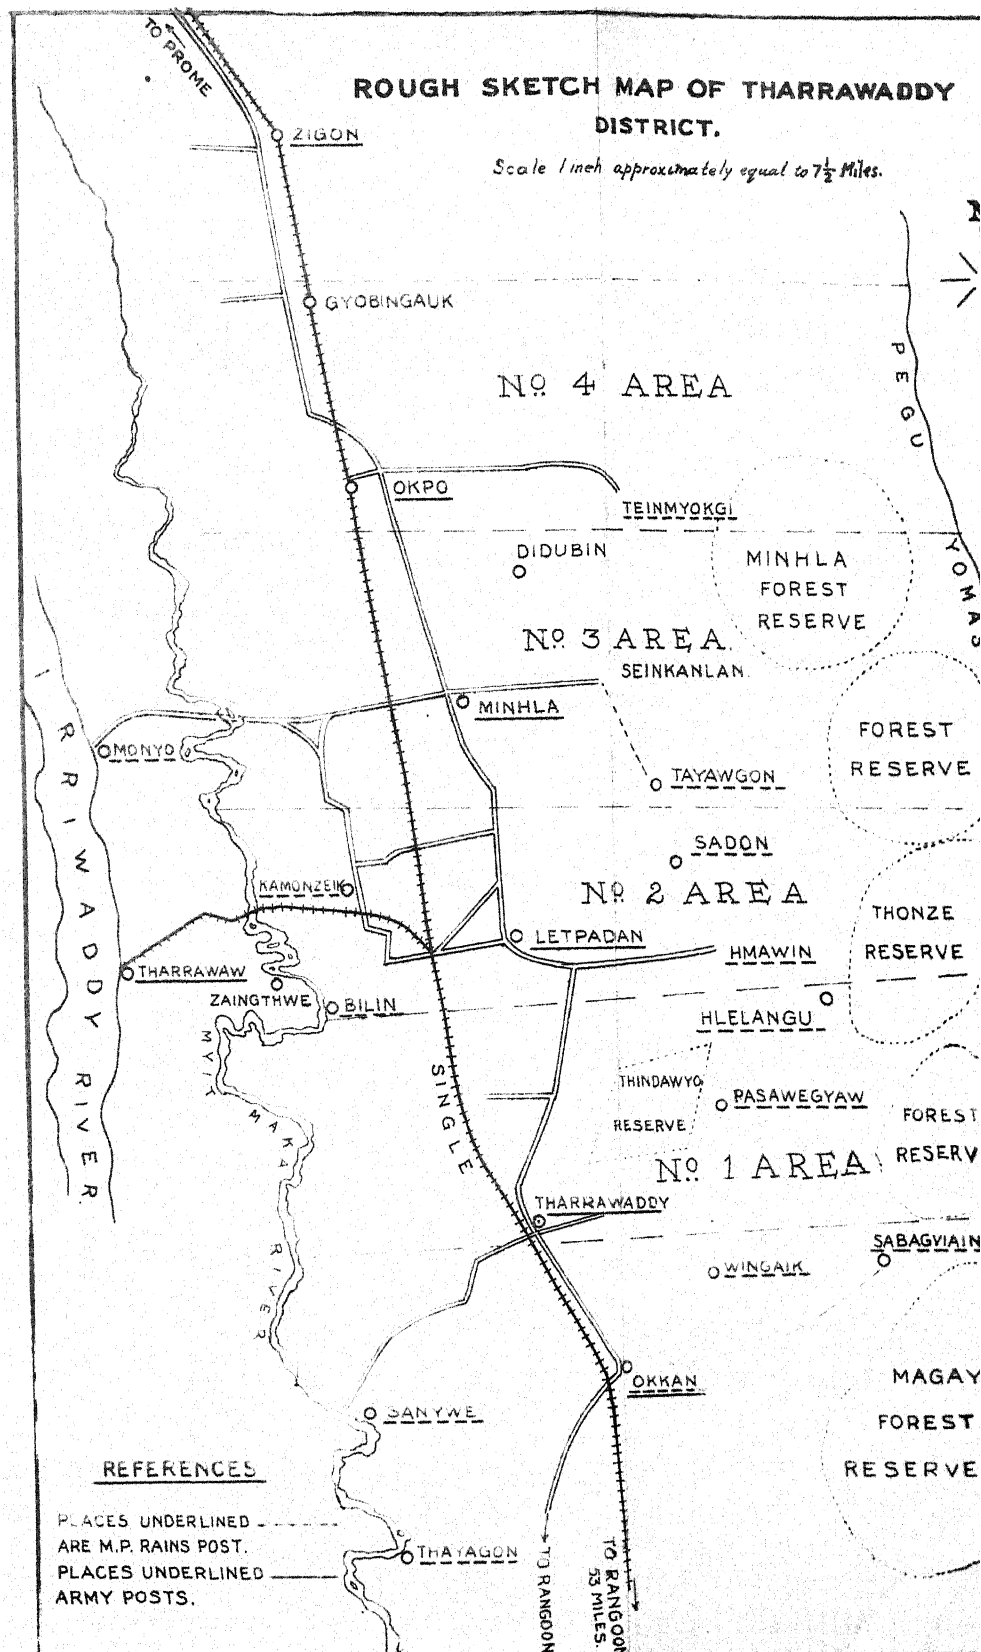 TO PROME
ROUGH SKETCH MAP OF THARRAWADDY
DISTRICT.
Scale 1 inch approximately equal to 7½ Miles.
ZIGON
GYOBINGAUK
PEGU
YOMAS
Nº 4 AREA
OKPO
TEINMYOKGI
DIDUBIN
MINHLA
FOREST
RESERVE
Nº 3 AREA.
SEINKANLAN
MINHLA
MONYO
FOREST
RESERVE
TAYAWGON
SADON
IRRIWADDY RIVER.
KAMONZEIK
Nº 2 AREA
THONZE
RESERVE
LETPADAN
HMAWIN
THARRAWAW
ZAINGTHWE
BILIN
HLELANGU
MYIT MAKA RIVER
SINGLE
THINDAWYO
RESERVE
PASAWEGYAW
FOREST
RESERV
Nº 1 AREA
THARRAWADDY
SABAGVIAIN
WINGAIK
OKKAN
MAGAY
FOREST
RESERVE
SANYWE
REFERENCES
PLACES UNDERLINED
ARE M.P. RAINS POST.
PLACES UNDERLINED
ARMY POSTS.
THAYAGON
TO RANGOON
TO RANGOO
53 MILES.